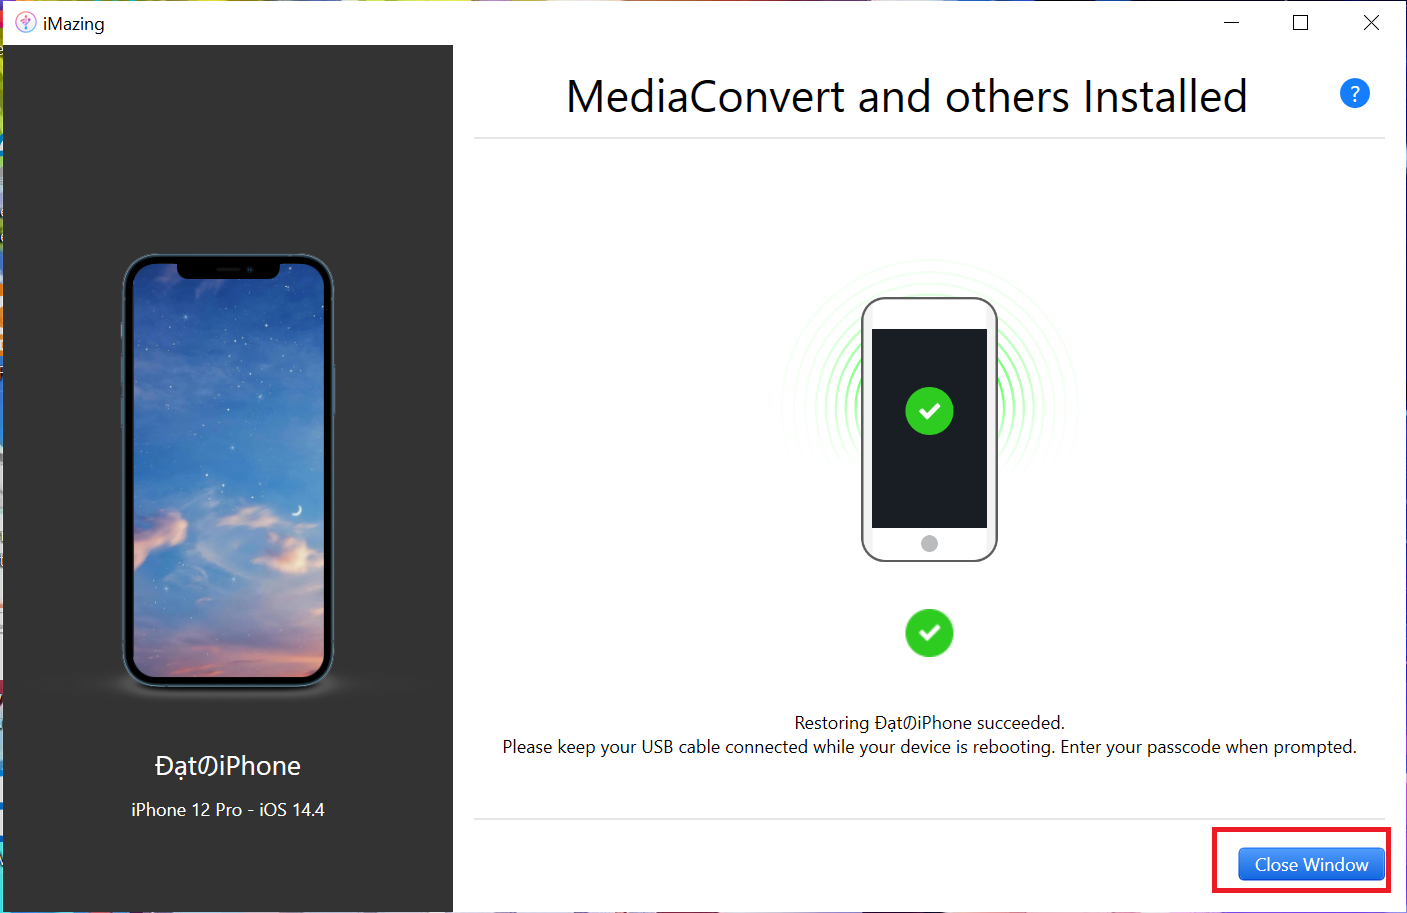 iMazing
MediaConvert and others Installed
?
Restoring ĐạtのiPhone succeeded.
Please keep your USB cable connected while your device is rebooting. Enter your passcode when prompted.
ĐạtのiPhone
iPhone 12 Pro - iOS 14.4
Close Window